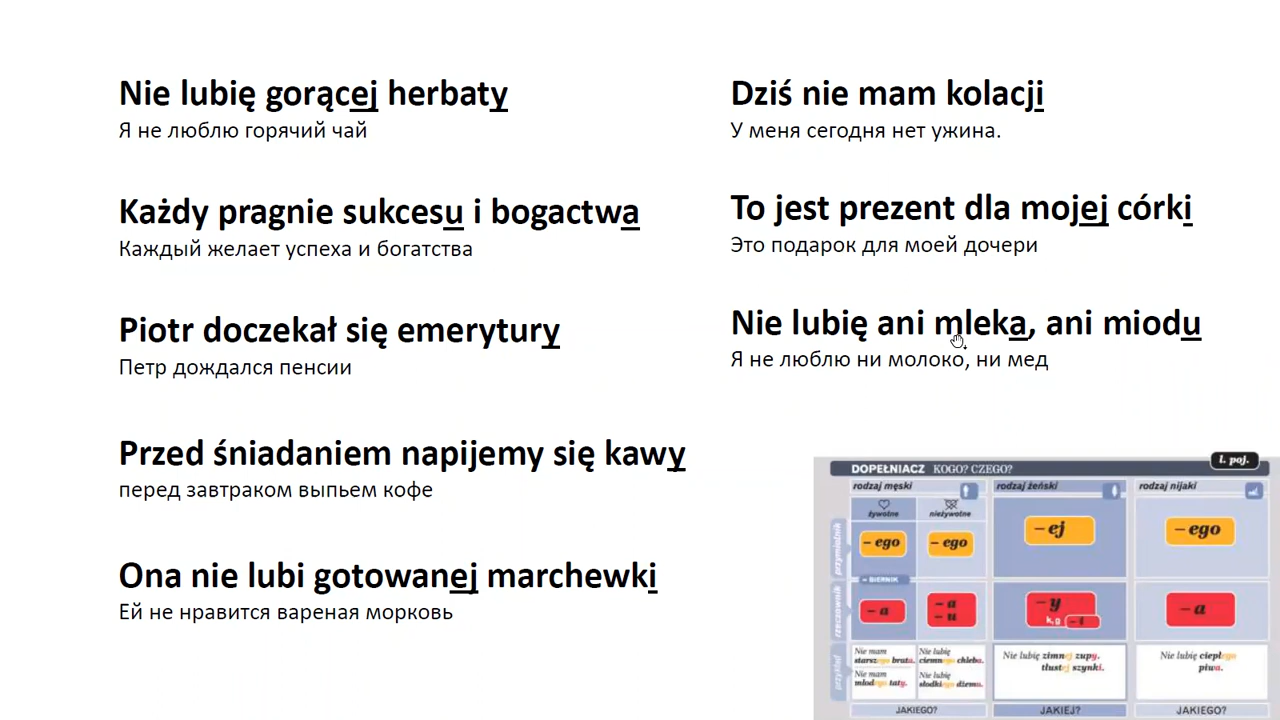 Nie lubię gorącej herbaty
Я не люблю горячий чай
Każdy pragnie sukcesu i bogactwa
Каждый желает успеха и богатства
Piotr doczekał się emerytury
Петр дождался пенсии
Przed śniadaniem napijemy się kawy
перед завтраком выпьем кофе
Ona nie lubi gotowanej marchewki
Ей не нравится вареная морковь
Dziś nie mam kolacji
У меня сегодня нет ужина.
To jest prezent dla mojej córki
Это подарок для моей дочери
Nie lubię ani mleka, ani miodu
Я не люблю ни молоко, ни мед
l. poj.
DOPEŁNIACZ KOGO? CZEGO?
rodzaj męski rodzaj żeński rodzaj nijaki
żywotne nieżywotne
przymiotnik
– ego – ego – ej – ego
= BIERNIK
rzeczownik
– a – a – y – a
– u k, g – i
przykład
Nie mam starszego brata.
Nie mam młodego taty.
Nie lubię ciemnego chleba.
Nie lubię słodkiego dżemu.
Nie lubię zimnej zupy,
tłustej szynki.
Nie lubię ciepłego
piwa.
JAKIEGO? JAKIEJ? JAKIEGO?